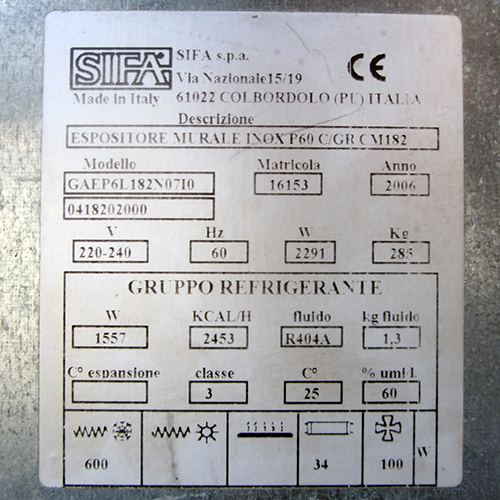 SIFA
SIFA s.p.a.
Via Nazionale15/19
CE
Made in Italy
61022 COLBORDOLO (PU) ITALIA
Descrizione
ESPOSITORE MURALE INOX P60 C/GR CM182
Modello Matricola Anno
GAEP6L182N07I0 16153 2006
0418202000
V Hz W Kg
220-240 60 2291 285
GRUPPO REFRIGERANTE
W KCAL/H fluido kg fluido
1557 2453 R404A 1,3
C° espansione classe C° % umid.
3 25 60
600 34 100 W